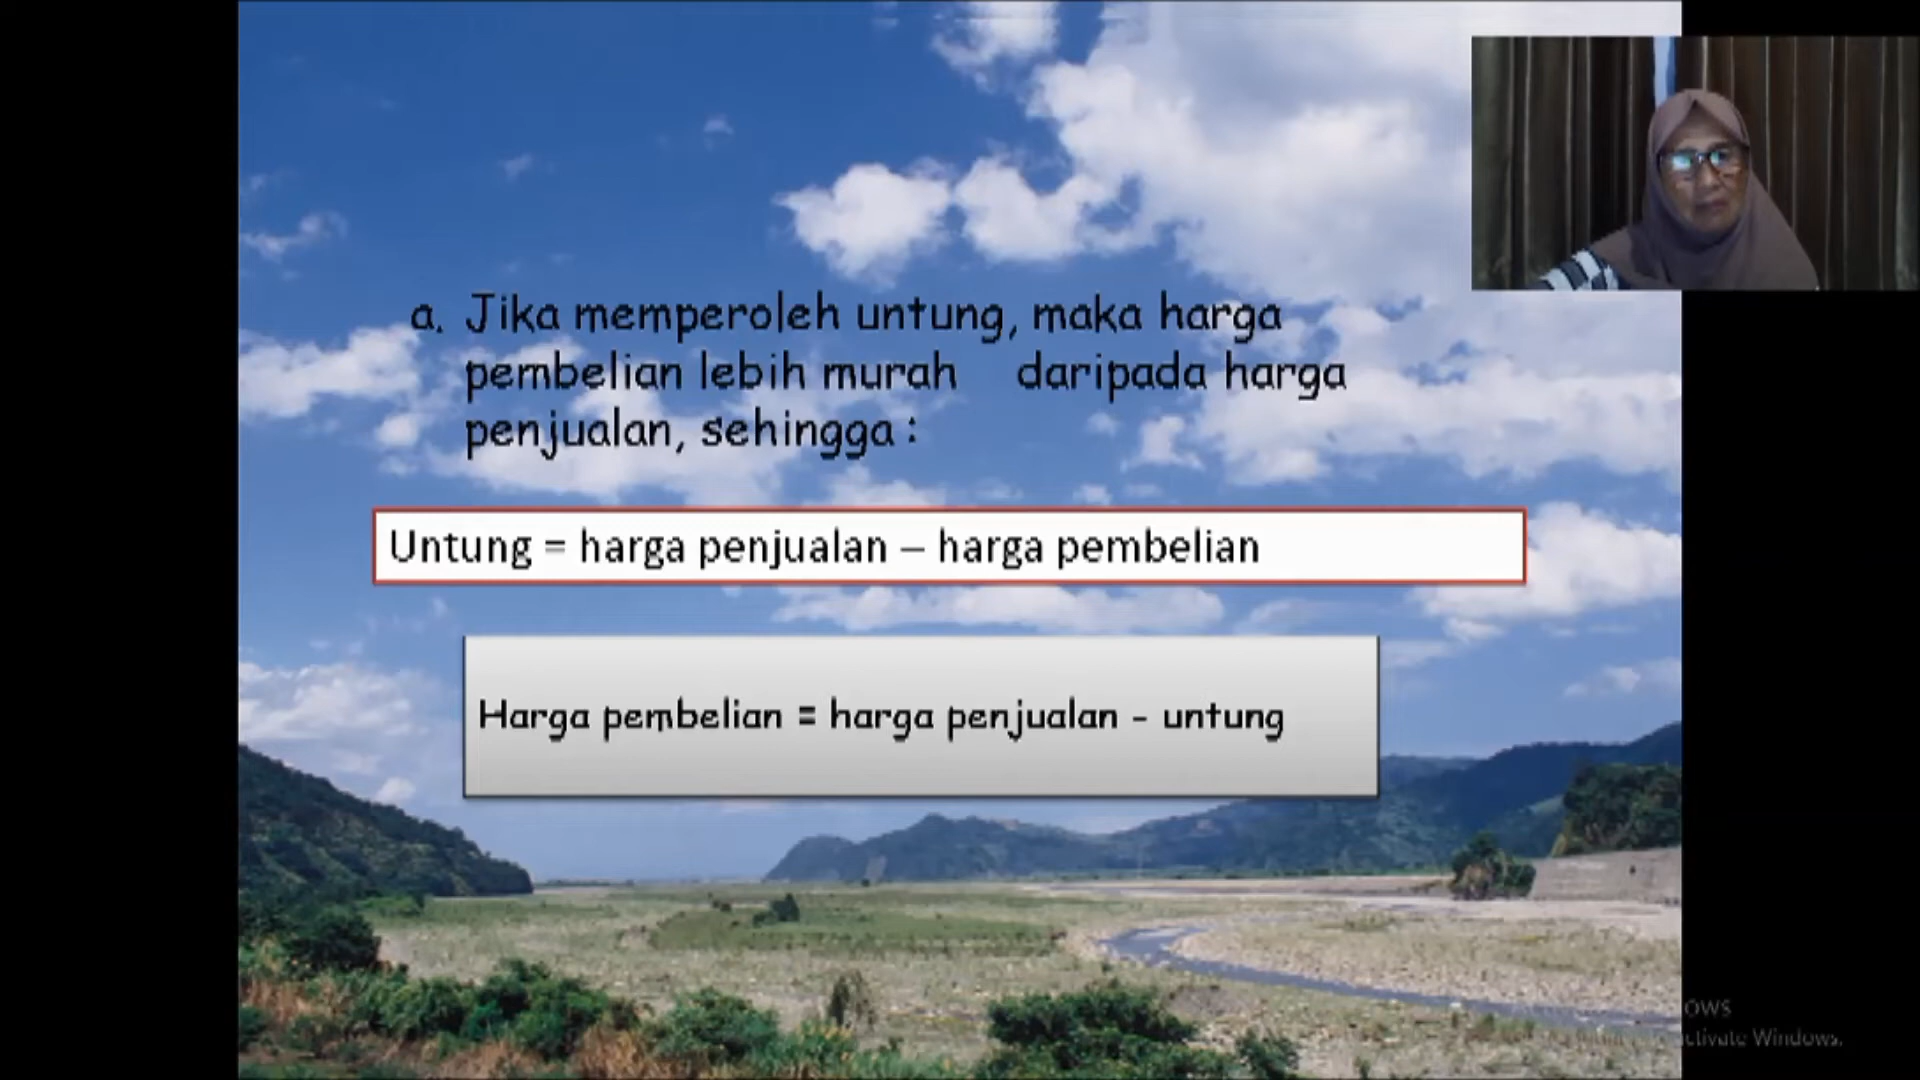 a. Jika memperoleh untung, maka harga
pembelian lebih murah daripada harga
penjualan, sehingga :
Untung = harga penjualan – harga pembelian
Harga pembelian = harga penjualan - untung
Windows.